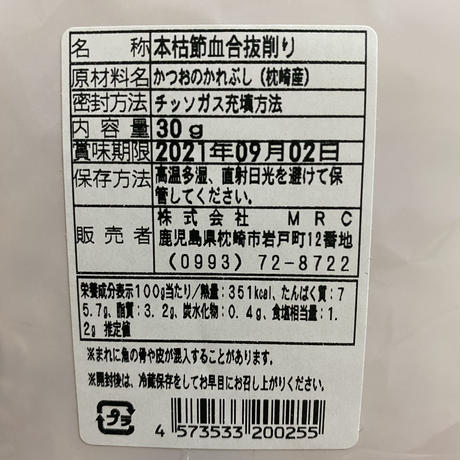 名称 本枯節血合抜削り
原材料名 かつおのかれぶし(枕崎産)
密封方法 チッソガス充填方法
内容量 30g
賞味期限 2021年09月02日
保存方法 高温多湿、直射日光を避けて保
管してください。
販売者 株式会社 MRC
鹿児島県枕崎市岩戸町12番地
(0993) 72-8722
栄養成分表示100g当たり/熱量:351kcal、たんぱく質:7
5.7g、脂質:3.2g、炭水化物:0.4g、食塩相当量:1.
2g 推定値
※まれに魚の骨や皮が混入することがあります。
※開封後は、冷蔵保存をしてお早目にお召し上がりください。
プラ
4 573533 200255